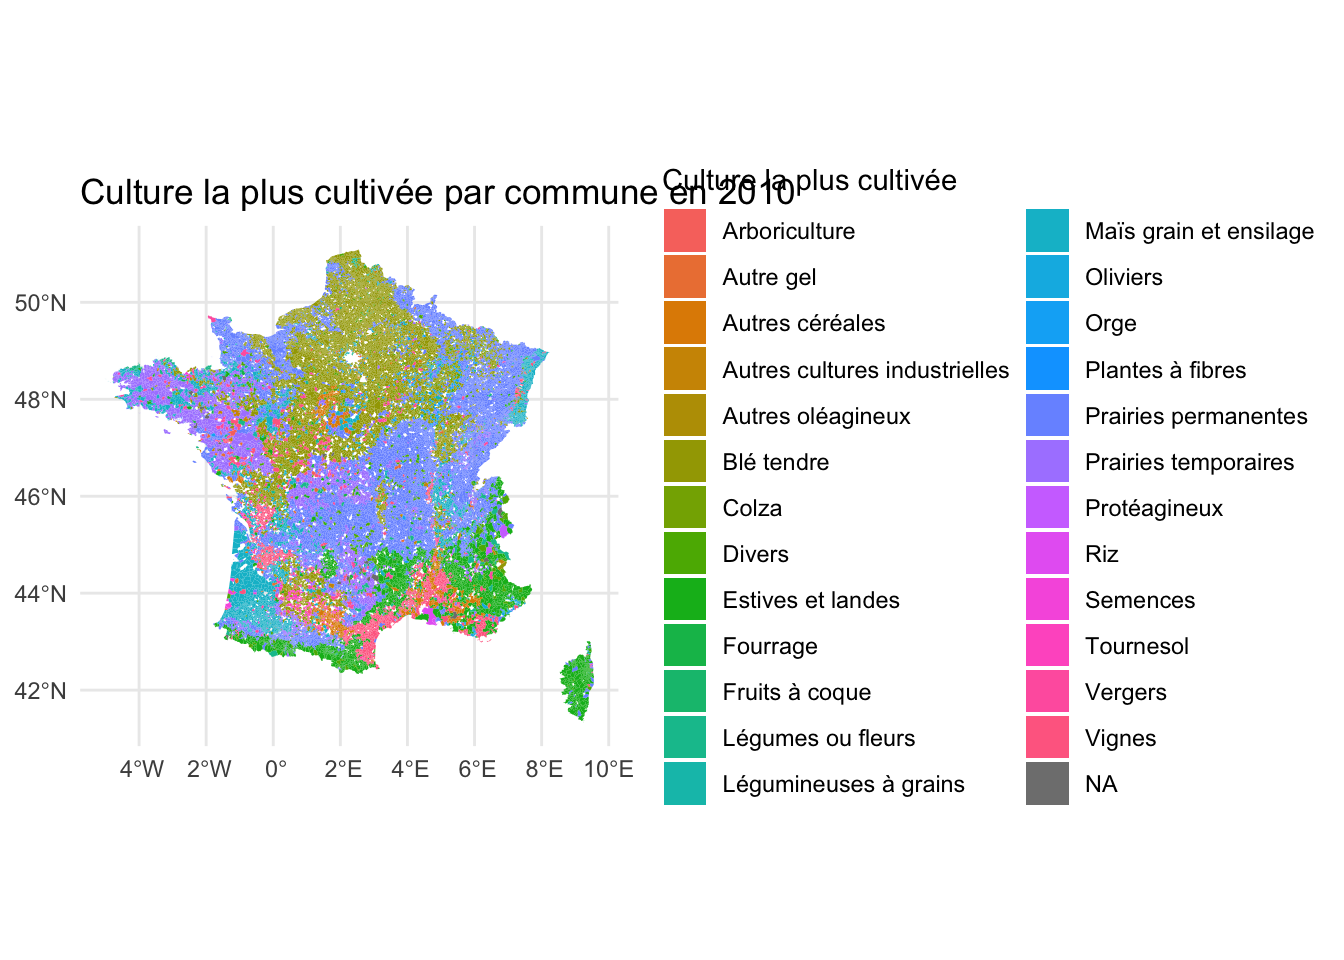 Culture la plus cultivée par commune en 2010
Culture la plus cultivée
Arboriculture
Autre gel
Autres céréales
Autres cultures industrielles
Autres oléagineux
Blé tendre
Colza
Divers
Estives et landes
Fourrage
Fruits à coque
Légumes ou fleurs
Légumineuses à grains
Maïs grain et ensilage
Oliviers
Orge
Plantes à fibres
Prairies permanentes
Prairies temporaires
Protéagineux
Riz
Semences
Tournesol
Vergers
Vignes
NA
50°N
48°N
46°N
44°N
42°N
4°W 2°W 0° 2°E 4°E 6°E 8°E 10°E